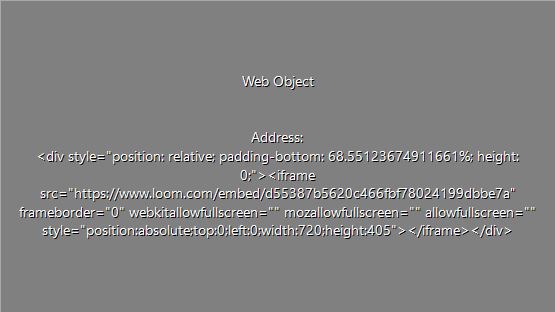 Web Object
Address:
<div style="position: relative; padding-bottom: 68.55123674911661%; height:
0;"><iframe
src="https://www.loom.com/embed/d55387b5620c466fbf78024199dbbe7a"
frameborder="0" webkitallowfullscreen="" mozallowfullscreen="" allowfullscreen=""
style="position:absolute;top:0;left:0;width:720;height:405"></iframe></div>